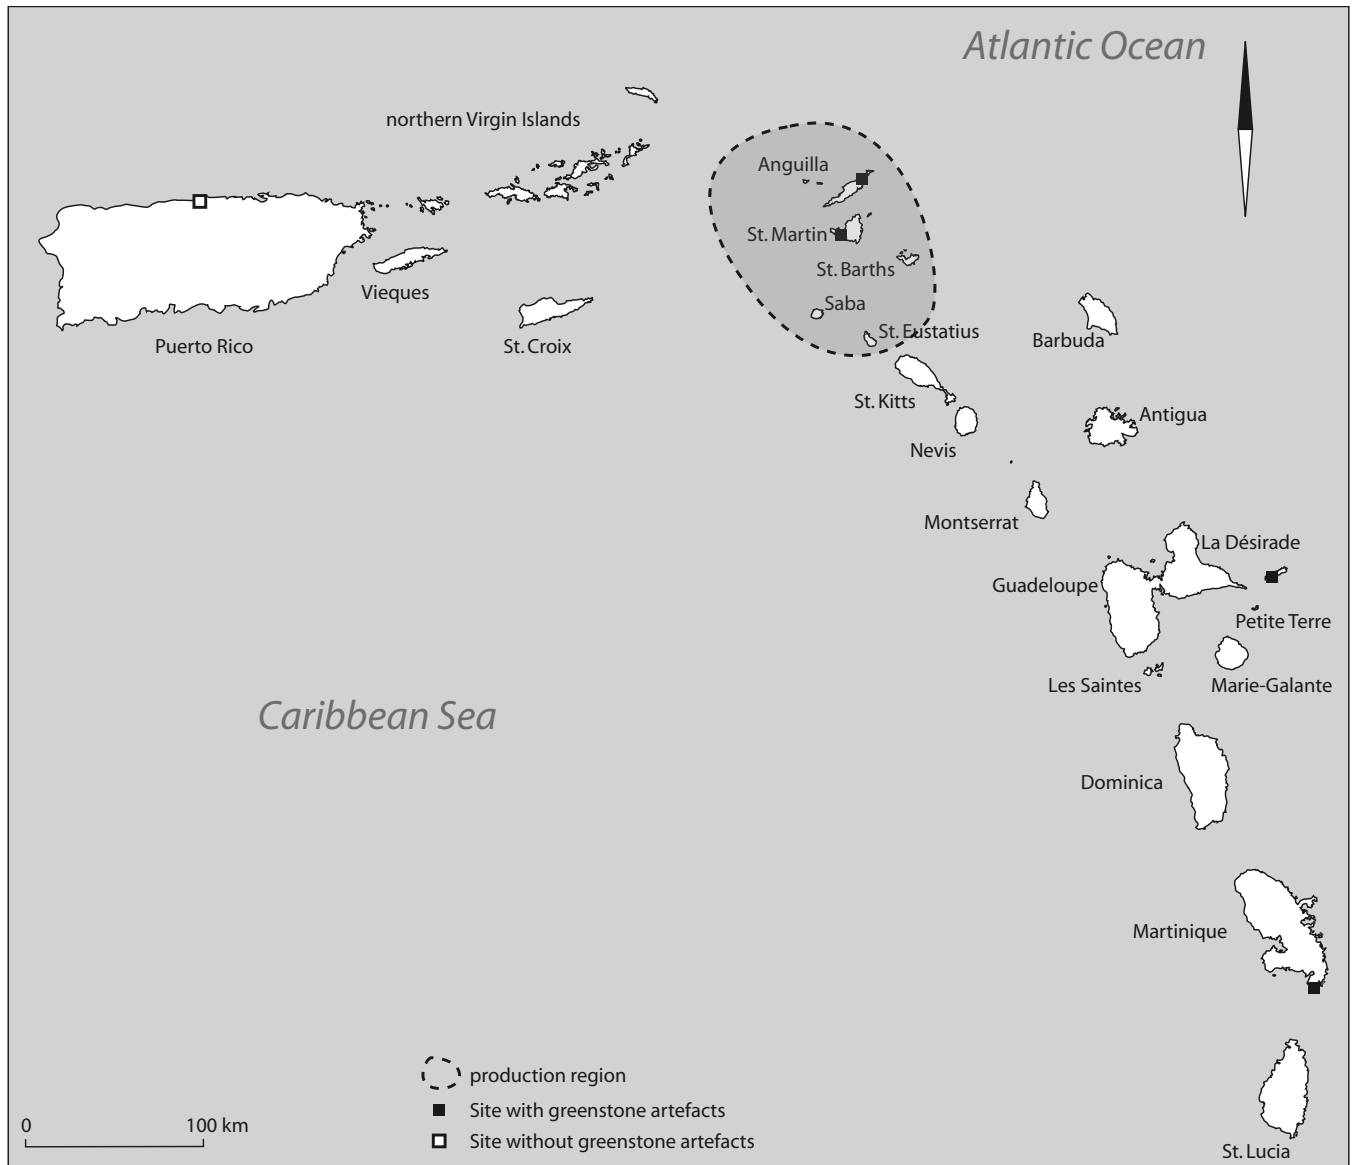 Atlantic Ocean
northern Virgin Islands
Anguilla
St. Martin
St. Barths
Vieques
Saba
St. Eustatius
Puerto Rico
St. Croix
Barbuda
St. Kitts
Antigua
Nevis
Montserrat
La Désirade
Guadeloupe
Petite Terre
Les Saintes
Marie-Galante
Caribbean Sea
Dominica
Martinique
production region
Site with greenstone artefacts
0 100 km
Site without greenstone artefacts
St. Lucia